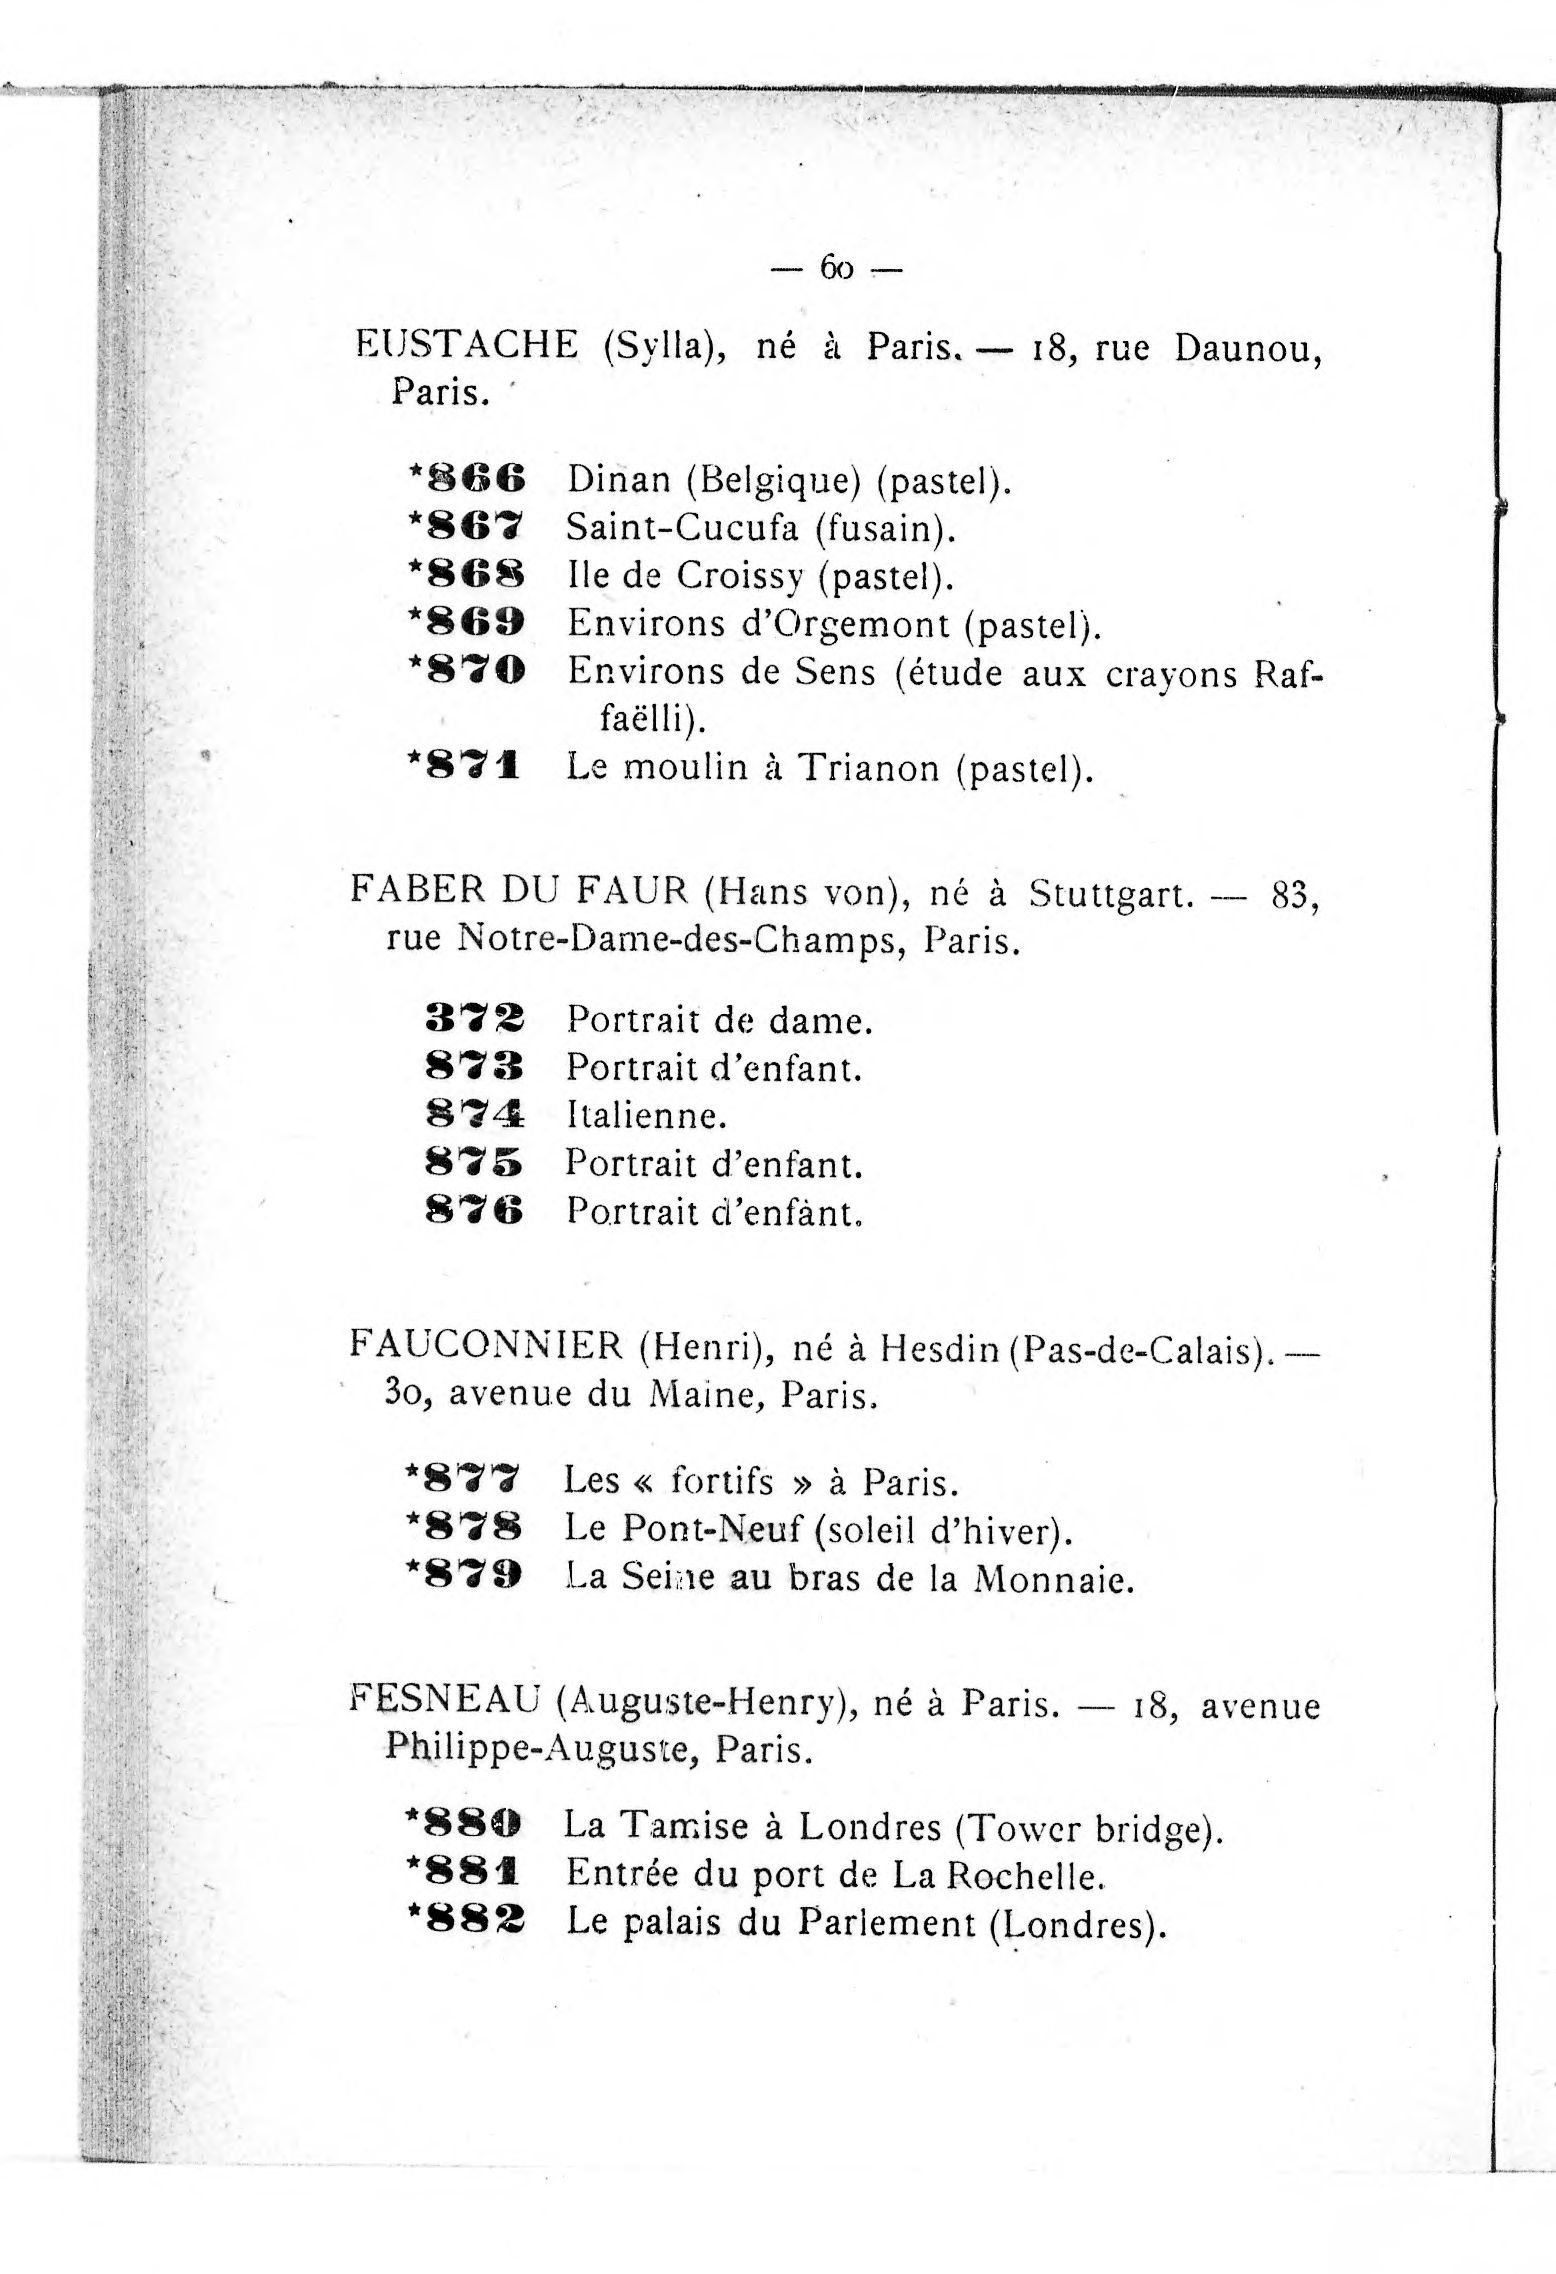 — 60 —
EUSTACHE (Sylla), né à Paris. — 18, rue Daunou,
Paris.
*866 Dinan (Belgique) (pastel).
*867 Saint-Cucufa (fusain).
*868 Ile de Croissy (pastel).
*869 Environs d'Orgemont (pastel).
*870 Environs de Sens (étude aux crayons Raf-
faëlli).
*871 Le moulin à Trianon (pastel).
FABER DU FAUR (Hans von), né à Stuttgart. — 83,
rue Notre-Dame-des-Champs, Paris.
372 Portrait de dame.
873 Portrait d'enfant.
874 Italienne.
875 Portrait d'enfant.
876 Portrait d'enfant.
FAUCONNIER (Henri), né à Hesdin (Pas-de-Calais). —
30, avenue du Maine, Paris.
*877 Les « fortifs » à Paris.
*878 Le Pont-Neuf (soleil d'hiver).
*879 La Seine au bras de la Monnaie.
FESNEAU (Auguste-Henry), né à Paris. — 18, avenue
Philippe-Auguste, Paris.
*880 La Tamise à Londres (Tower bridge).
*881 Entrée du port de La Rochelle.
*882 Le palais du Parlement (Londres).